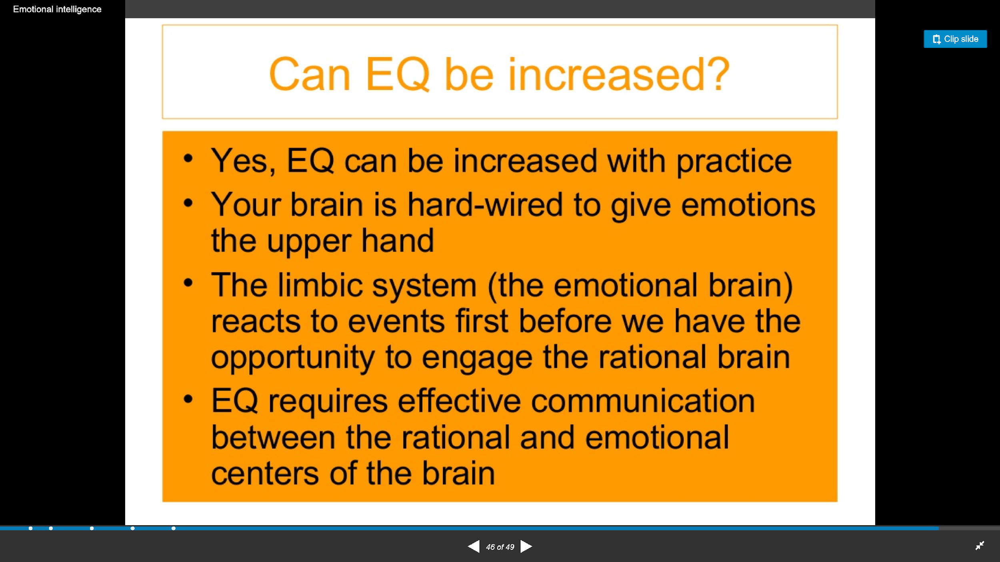 Emotional intelligence
Clip slide
Can EQ be increased?
• Yes, EQ can be increased with practice
• Your brain is hard-wired to give emotions
the upper hand
• The limbic system (the emotional brain)
reacts to events first before we have the
opportunity to engage the rational brain
• EQ requires effective communication
between the rational and emotional
centers of the brain
46 of 49